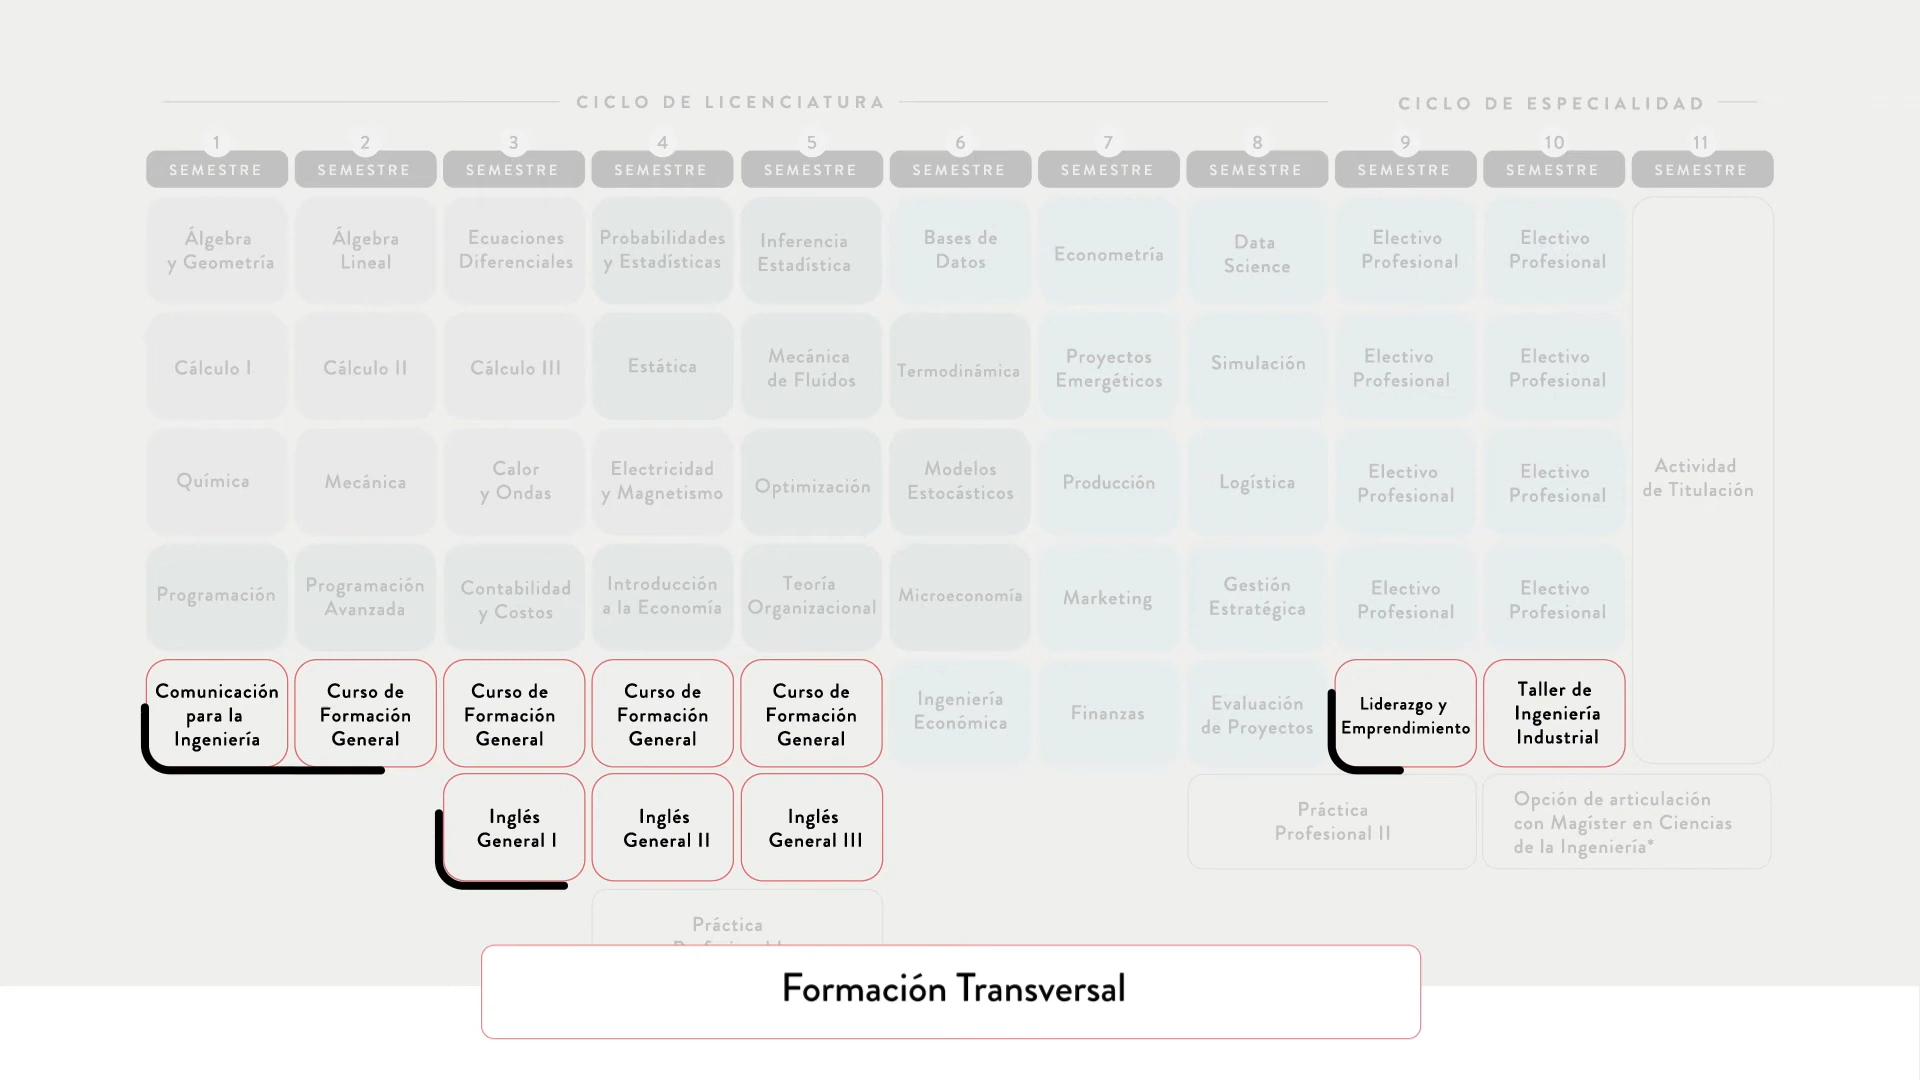 CICLO DE LICENCIATURA
CICLO DE ESPECIALIDAD
1
2
3
4
5
6
7
8
9
10
11
SEMESTRE
SEMESTRE
SEMESTRE
SEMESTRE
SEMESTRE
SEMESTRE
SEMESTRE
SEMESTRE
SEMESTRE
SEMESTRE
SEMESTRE
Álgebra
y Geometría
Álgebra
Lineal
Ecuaciones
Diferenciales
Probabilidades
y Estadísticas
Inferencia
Estadística
Bases de
Datos
Econometría
Data
Science
Electivo
Profesional
Electivo
Profesional
Cálculo I
Cálculo II
Cálculo III
Estática
Mecánica
de Fluídos
Termodinámica
Proyectos
Emergéticos
Simulación
Electivo
Profesional
Electivo
Profesional
Química
Mecánica
Calor
y Ondas
Electricidad
y Magnetismo
Optimización
Modelos
Estocásticos
Producción
Logística
Electivo
Profesional
Electivo
Profesional
Actividad
de Titulación
Programación
Programación
Avanzada
Contabilidad
y Costos
Introducción
a la Economía
Teoría
Organizacional
Microeconomía
Marketing
Gestión
Estratégica
Electivo
Profesional
Electivo
Profesional
Comunicación
para la
Ingeniería
Curso de
Formación
General
Curso de
Formación
General
Curso de
Formación
General
Curso de
Formación
General
Ingeniería
Económica
Finanzas
Evaluación
de Proyectos
Liderazgo y
Emprendimiento
Taller de
Ingeniería
Industrial
Inglés
General I
Inglés
General II
Inglés
General III
Práctica
Profesional II
Opción de articulación
con Magíster en Ciencias
de la Ingeniería*
Práctica
Formación Transversal